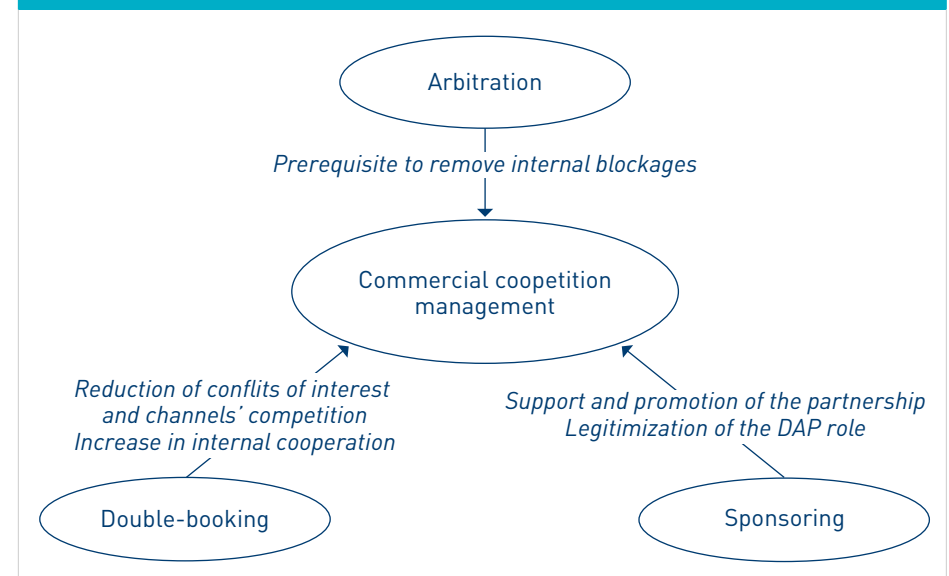 Arbitration
Prerequisite to remove internal blockages
Commercial coopetition
management
Reduction of conflits of interest
and channels’ competition
Increase in internal cooperation
Support and promotion of the partnership
Legitimization of the DAP role
Double-booking
Sponsoring